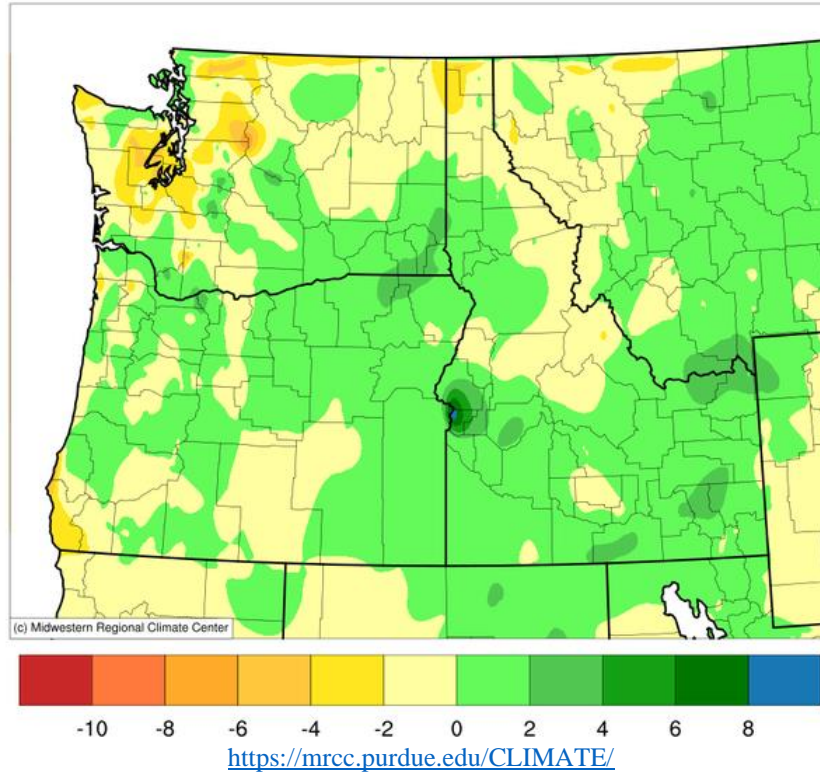 (c) Midwestern Regional Climate Center
-10 -8 -6 -4 -2 0 2 4 6 8
https://mrcc.purdue.edu/CLIMATE/